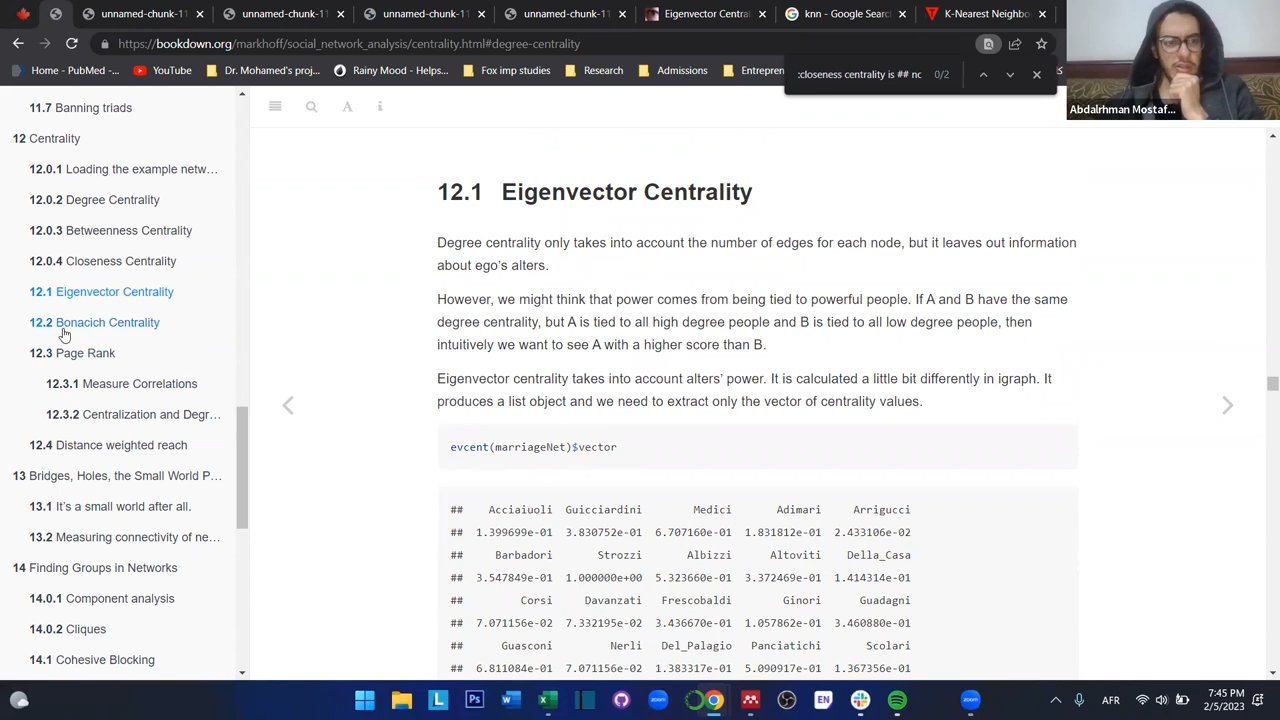 unnamed-chunk-11
unnamed-chunk-11
unnamed-chunk-11
unnamed-chunk-11
Eigenvector Centra
knn - Google Searc
K-Nearest Neighbo
https://bookdown.org/markhoff/social_network_analysis/centrality.html#degree-centrality
Home - PubMed -...
YouTube
Dr. Mohamed's proj...
Rainy Mood - Helps...
Fox imp studies
Research
Admissions
Entrepren
:closeness centrality is ## nc
0/2
Abdalrhman Mostaf...
11.7 Banning triads
12 Centrality
12.0.1 Loading the example netw...
12.0.2 Degree Centrality
12.0.3 Betweenness Centrality
12.0.4 Closeness Centrality
12.1 Eigenvector Centrality
12.2 Bonacich Centrality
12.3 Page Rank
12.3.1 Measure Correlations
12.3.2 Centralization and Degr...
12.4 Distance weighted reach
13 Bridges, Holes, the Small World P...
13.1 It's a small world after all.
13.2 Measuring connectivity of ne...
14 Finding Groups in Networks
14.0.1 Component analysis
14.0.2 Cliques
14.1 Cohesive Blocking
12.1 Eigenvector Centrality
Degree centrality only takes into account the number of edges for each node, but it leaves out information
about ego's alters.
However, we might think that power comes from being tied to powerful people. If A and B have the same
degree centrality, but A is tied to all high degree people and B is tied to all low degree people, then
intuitively we want to see A with a higher score than B.
Eigenvector centrality takes into account alters' power. It is calculated a little bit differently in igraph. It
produces a list object and we need to extract only the vector of centrality values.
evcent(marriageNet)$vector
## Acciaiuoli Guicciardini Medici Adimari Arrigucci
## 1.399699e-01 3.830752e-01 6.707160e-01 1.831812e-01 2.433106e-02
## Barbadori Strozzi Albizzi Altoviti Della_Casa
## 3.547849e-01 1.000000e+00 5.323660e-01 3.372469e-01 1.414314e-01
## Corsi Davanzati Frescobaldi Ginori Guadagni
## 7.071156e-02 7.332195e-02 3.436670e-01 1.057862e-01 3.460880e-01
## Guasconi Nerli Del_Palagio Panciatichi Scolari
## 6.811084e-01 7.071156e-02 1.383317e-01 5.090917e-01 1.367356e-01
AFR
7:45 PM
2/5/2023